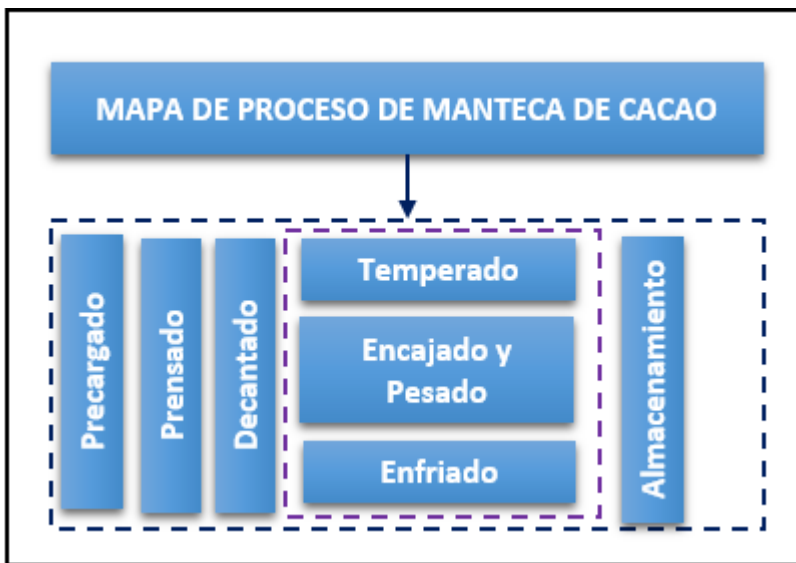 MAPA DE PROCESO DE MANTECA DE CACAO
Precargado
Prensado
Decantado
Temperado
Encajado y
Pesado
Enfriado
Almacenamiento